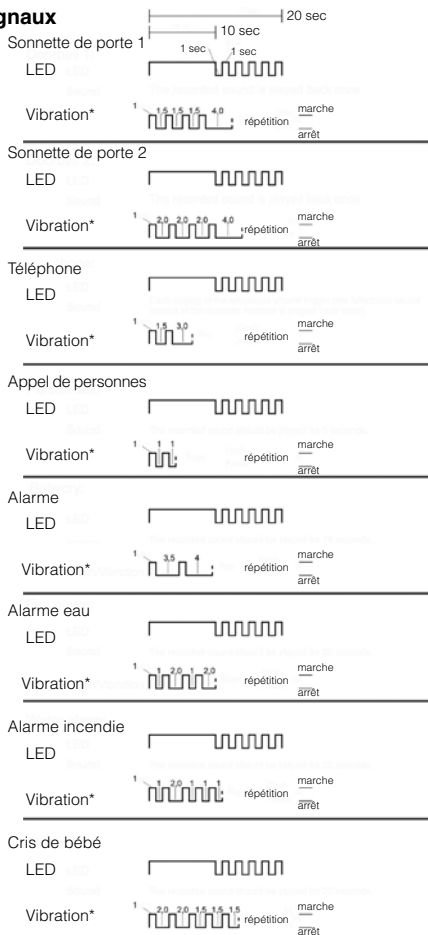 gnaux
20 sec
10 sec
Sonnette de porte 1
1 sec 1 sec
LED
Vibration* 1 1,5 1,5 1,5 4,0 répétition marche
arrêt
Sonnette de porte 2
LED
Vibration* 1 2,0 2,0 2,0 4,0 répétition marche
arrêt
Téléphone
LED
Vibration* 1 1,5 3,0 répétition marche
arrêt
Appel de personnes
LED
Vibration* 1 1 1 répétition marche
arrêt
Alarme
LED
Vibration* 1 3,5 4 répétition marche
arrêt
Alarme eau
LED
Vibration* 1 1 2,0 1 2,0 répétition marche
arrêt
Alarme incendie
LED
Vibration* 1 1 2,0 1 1 1 répétition marche
arrêt
Cris de bébé
LED
Vibration* 1 2,0 2,0 1,5 1,5 1,5 répétition marche
arrêt